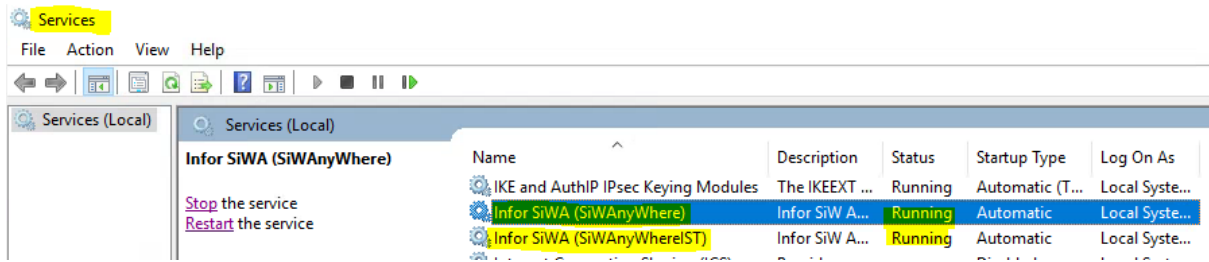 Services
File Action View Help
Services (Local)
Services (Local)
Infor SiWA (SiWAnyWhere)
Stop the service
Restart the service
Name Description Status Startup Type Log On As
IKE and AuthIP IPsec Keying Modules The IKEEXT ... Running Automatic (T... Local Syste...
Infor SiWA (SiWAnyWhere) Infor SiW A... Running Automatic Local Syste...
Infor SiWA (SiWAnyWhereIST) Infor SiW A... Running Automatic Local Syste...